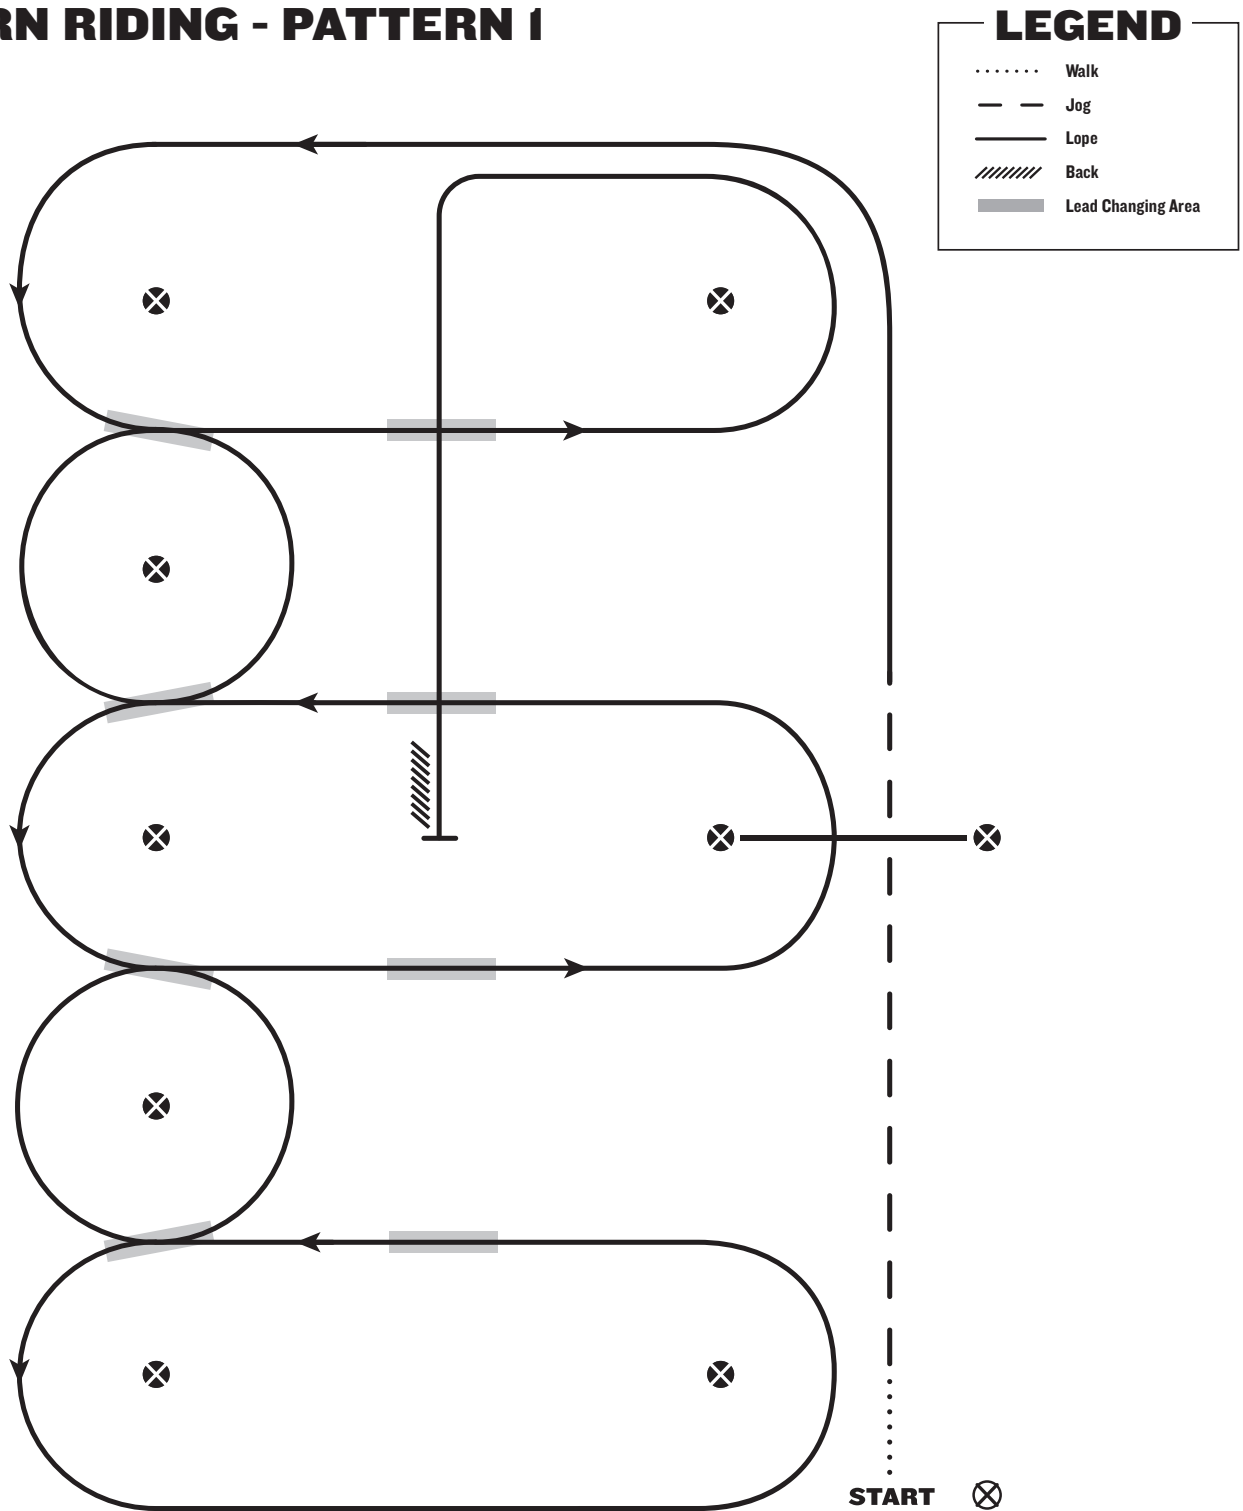 RN RIDING - PATTERN 1
LEGEND
Walk
Jog
Lope
Back
Lead Changing Area
START